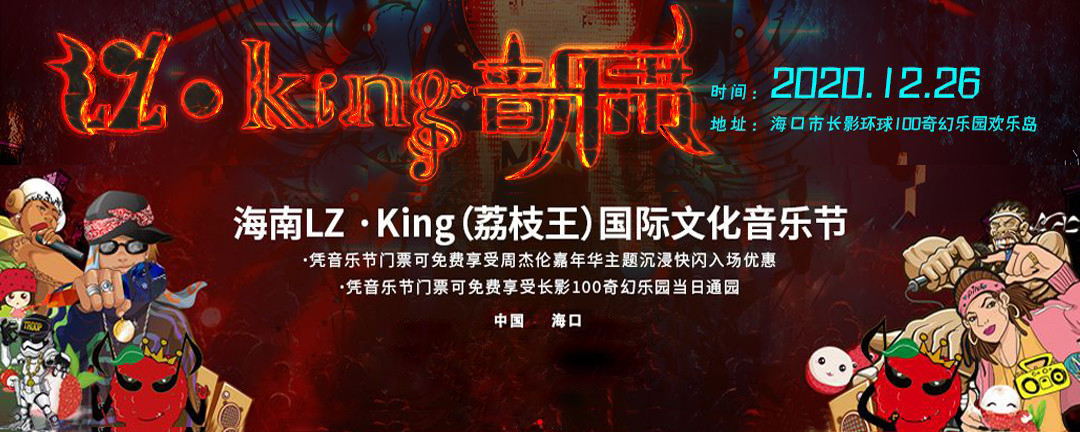 LZ·king音乐节
时间：2020.12.26
地址：海口市长影环球100奇幻乐园欢乐岛
海南LZ·King（荔枝王）国际文化音乐节
·凭音乐节门票可免费享受周杰伦嘉年华主题沉浸快闪入场优惠
·凭音乐节门票可免费享受长影100奇幻乐园当日通园
中国 海口
TROOP